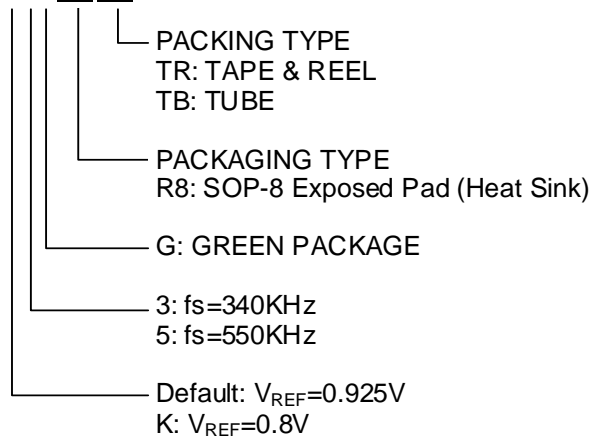 PACKING TYPE
TR: TAPE & REEL
TB: TUBE
PACKAGING TYPE
R8: SOP-8 Exposed Pad (Heat Sink)
G: GREEN PACKAGE
3: fs=340KHz
5: fs=550KHz
Default: VREF=0.925V
K: VREF=0.8V